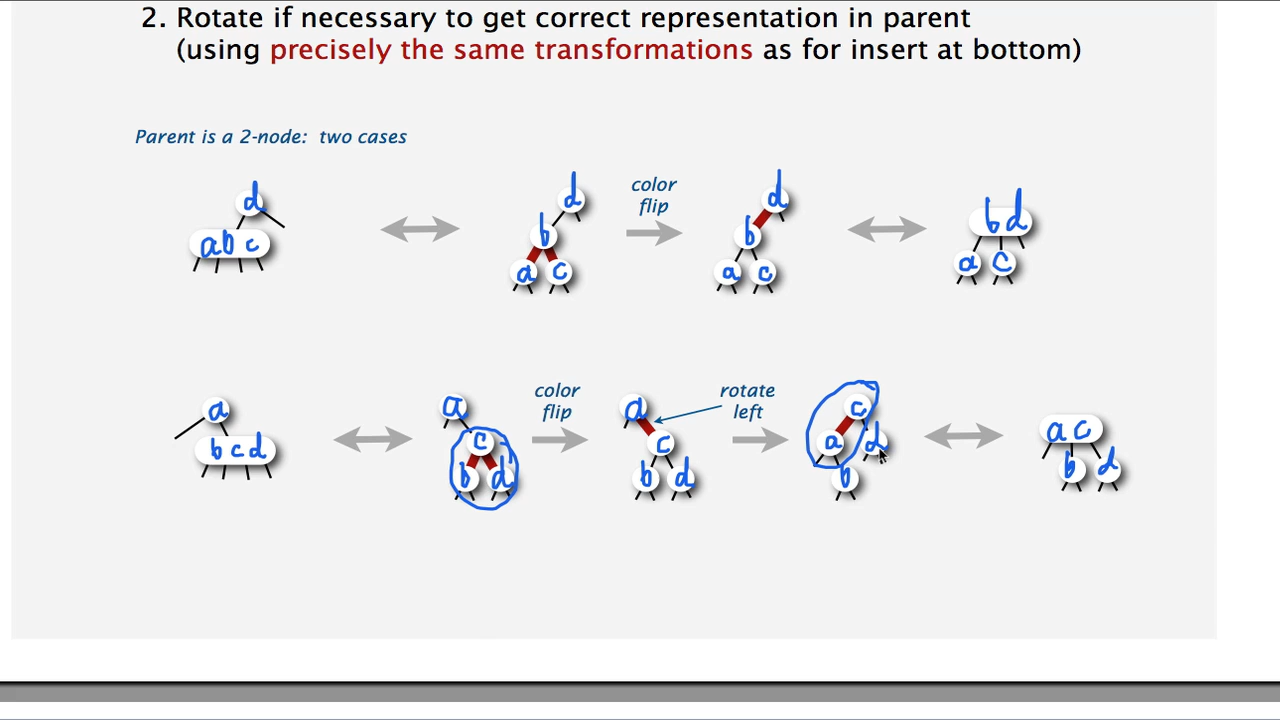 2. Rotate if necessary to get correct representation in parent
(using precisely the same transformations as for insert at bottom)
Parent is a 2-node: two cases
d
a b c
d
b
a c
color
flip
d
b
a c
b d
a c
a
b c d
a
c
b d
color
flip
a
c
b d
rotate
left
c
a d
b
a c
b d